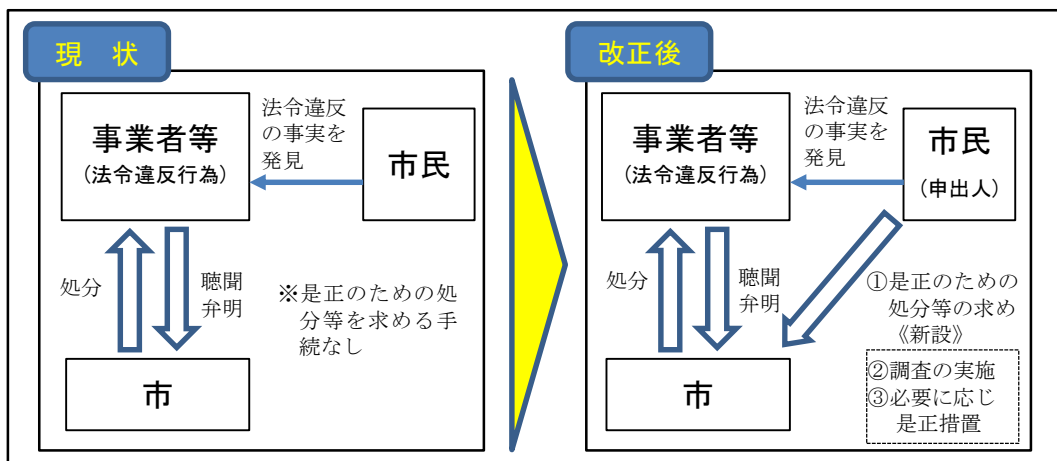 現　状
事業者等
(法令違反行為)
法令違反
の事実を
発見
市民
処分
聴聞
弁明
※是正のための処
分等を求める手
続なし
市
改正後
事業者等
(法令違反行為)
法令違反
の事実を
発見
市民
(申出人)
処分
聴聞
弁明
①是正のための
処分等の求め
《新設》
②調査の実施
③必要に応じ
是正措置
市